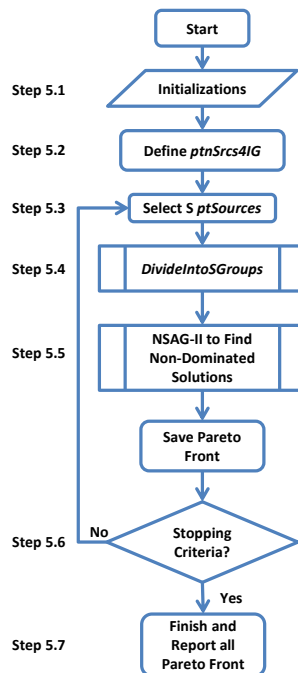 Start
Step 5.1
Initializations
Step 5.2
Define ptnSrcs4IG
Step 5.3
Select S ptSources
Step 5.4
DivideIntoSGroups
Step 5.5
NSAG-II to Find
Non-Dominated
Solutions
Save Pareto
Front
Step 5.6
No
Stopping
Criteria?
Yes
Step 5.7
Finish and
Report all
Pareto Front